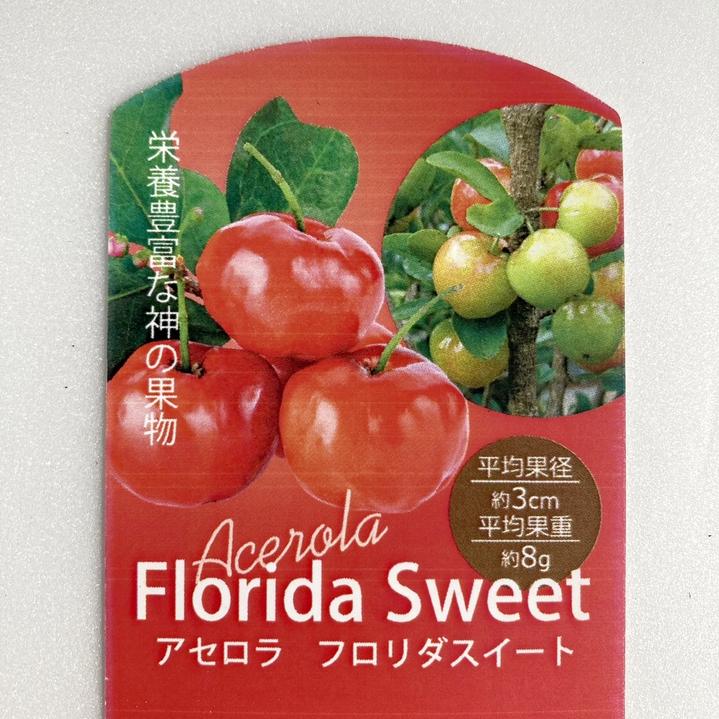 栄養豊富な神の果物
平均果径
約3cm
平均果重
約8g
Acerola
Florida Sweet
アセロラ　フロリダスイート